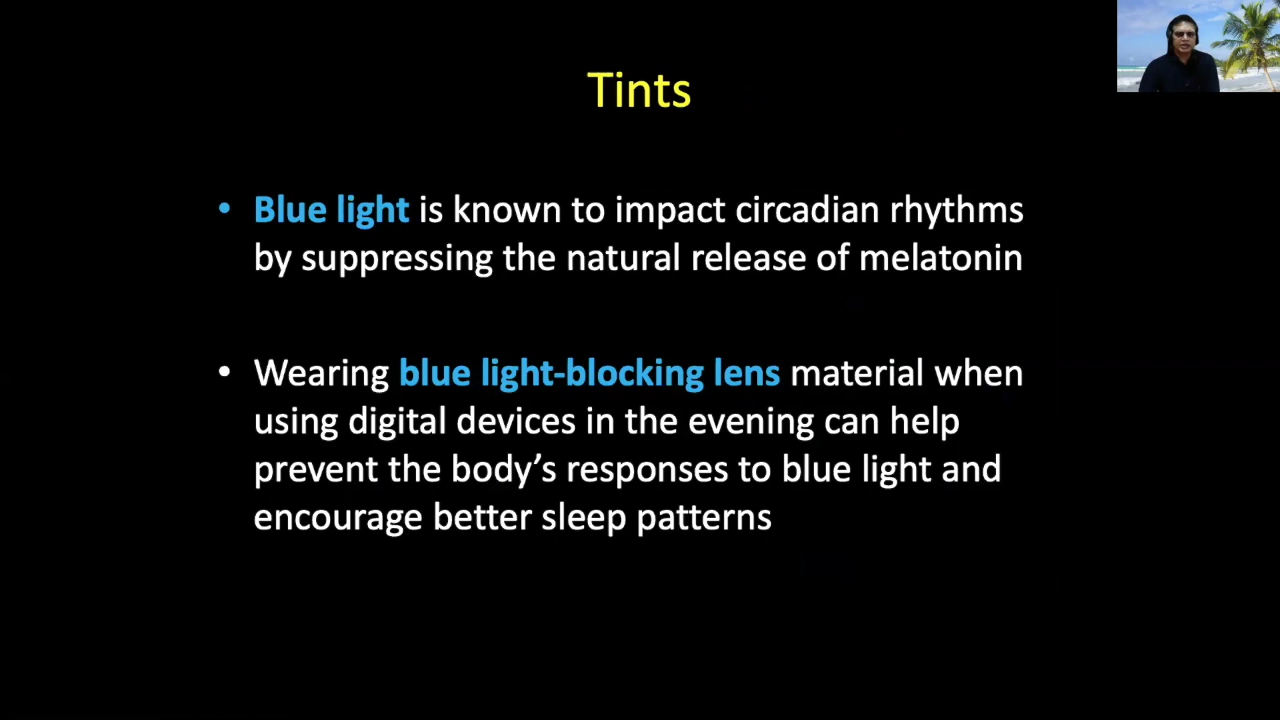 Tints
• Blue light is known to impact circadian rhythms
by suppressing the natural release of melatonin
• Wearing blue light-blocking lens material when
using digital devices in the evening can help
prevent the body’s responses to blue light and
encourage better sleep patterns